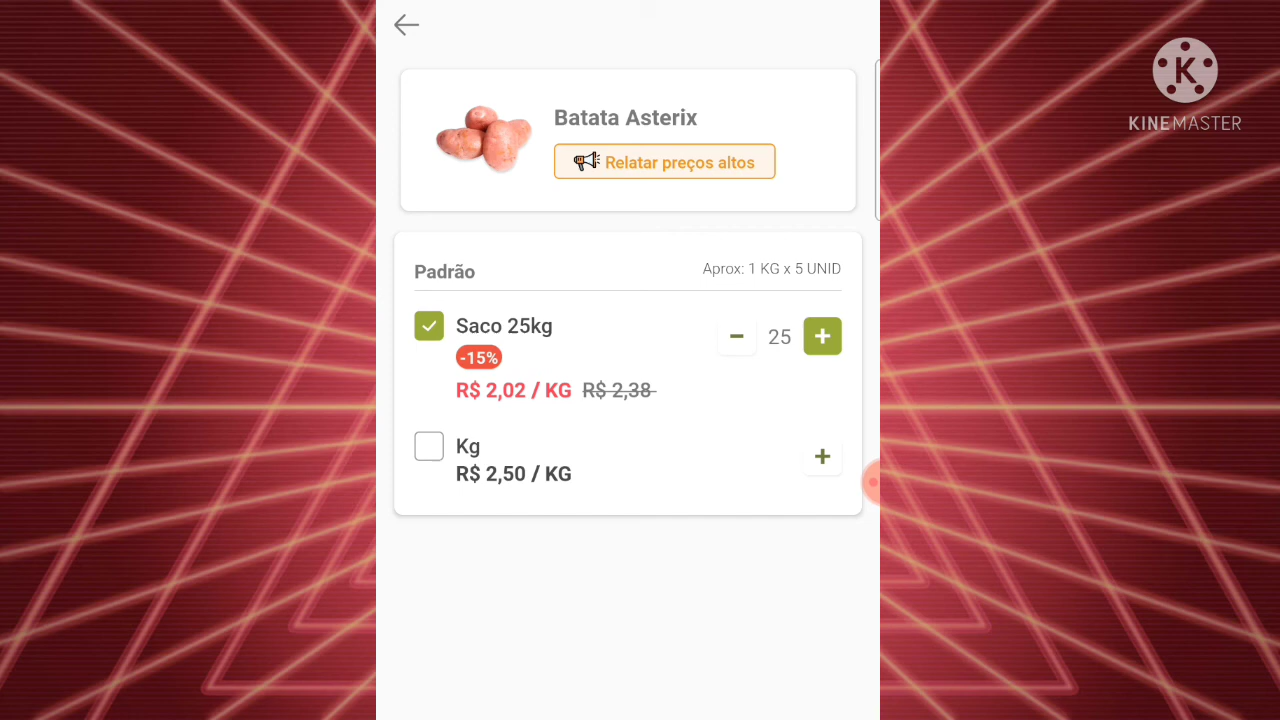 Batata Asterix
Relatar preços altos
Padrão
Aprox: 1 KG x 5 UNID
Saco 25kg
25
-15%
R$ 2,02 / KG R$ 2,38
Kg
R$ 2,50 / KG
K
KINEMASTER